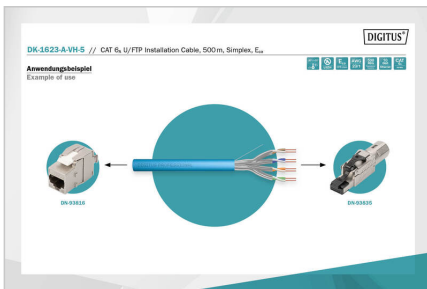 DIGITUS®
DK-1623-A-VH-5 // CAT 6A U/FTP Installation Cable, 500 m, Simplex, Eca
Anwendungsbeispiel
Example of use
DN-93616
DN-93835